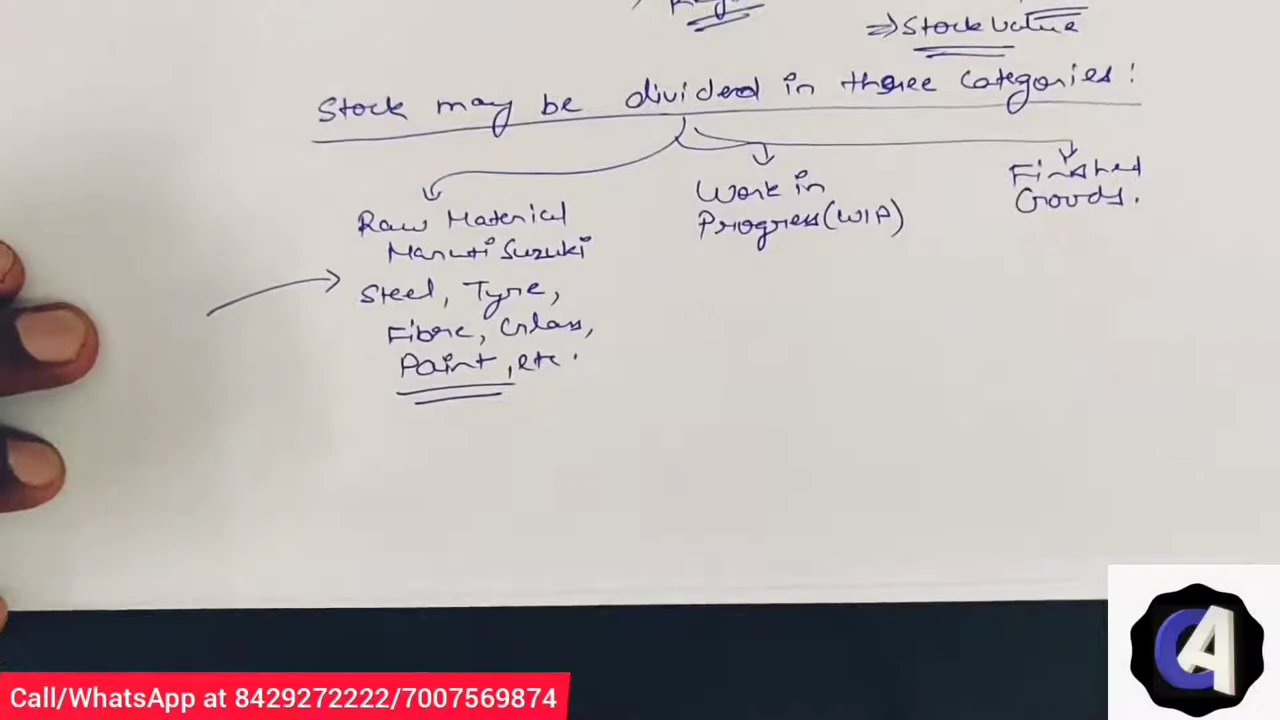 ⇒ Stock Value
Stock may be divided in three categories:
Raw Material
Maruti Suzuki
Steel, Tyre,
Fibre, Glass,
Paint, etc.
Work in
Progress (WIP)
Finished
Goods.
CA
Call/WhatsApp at 8429272222/7007569874